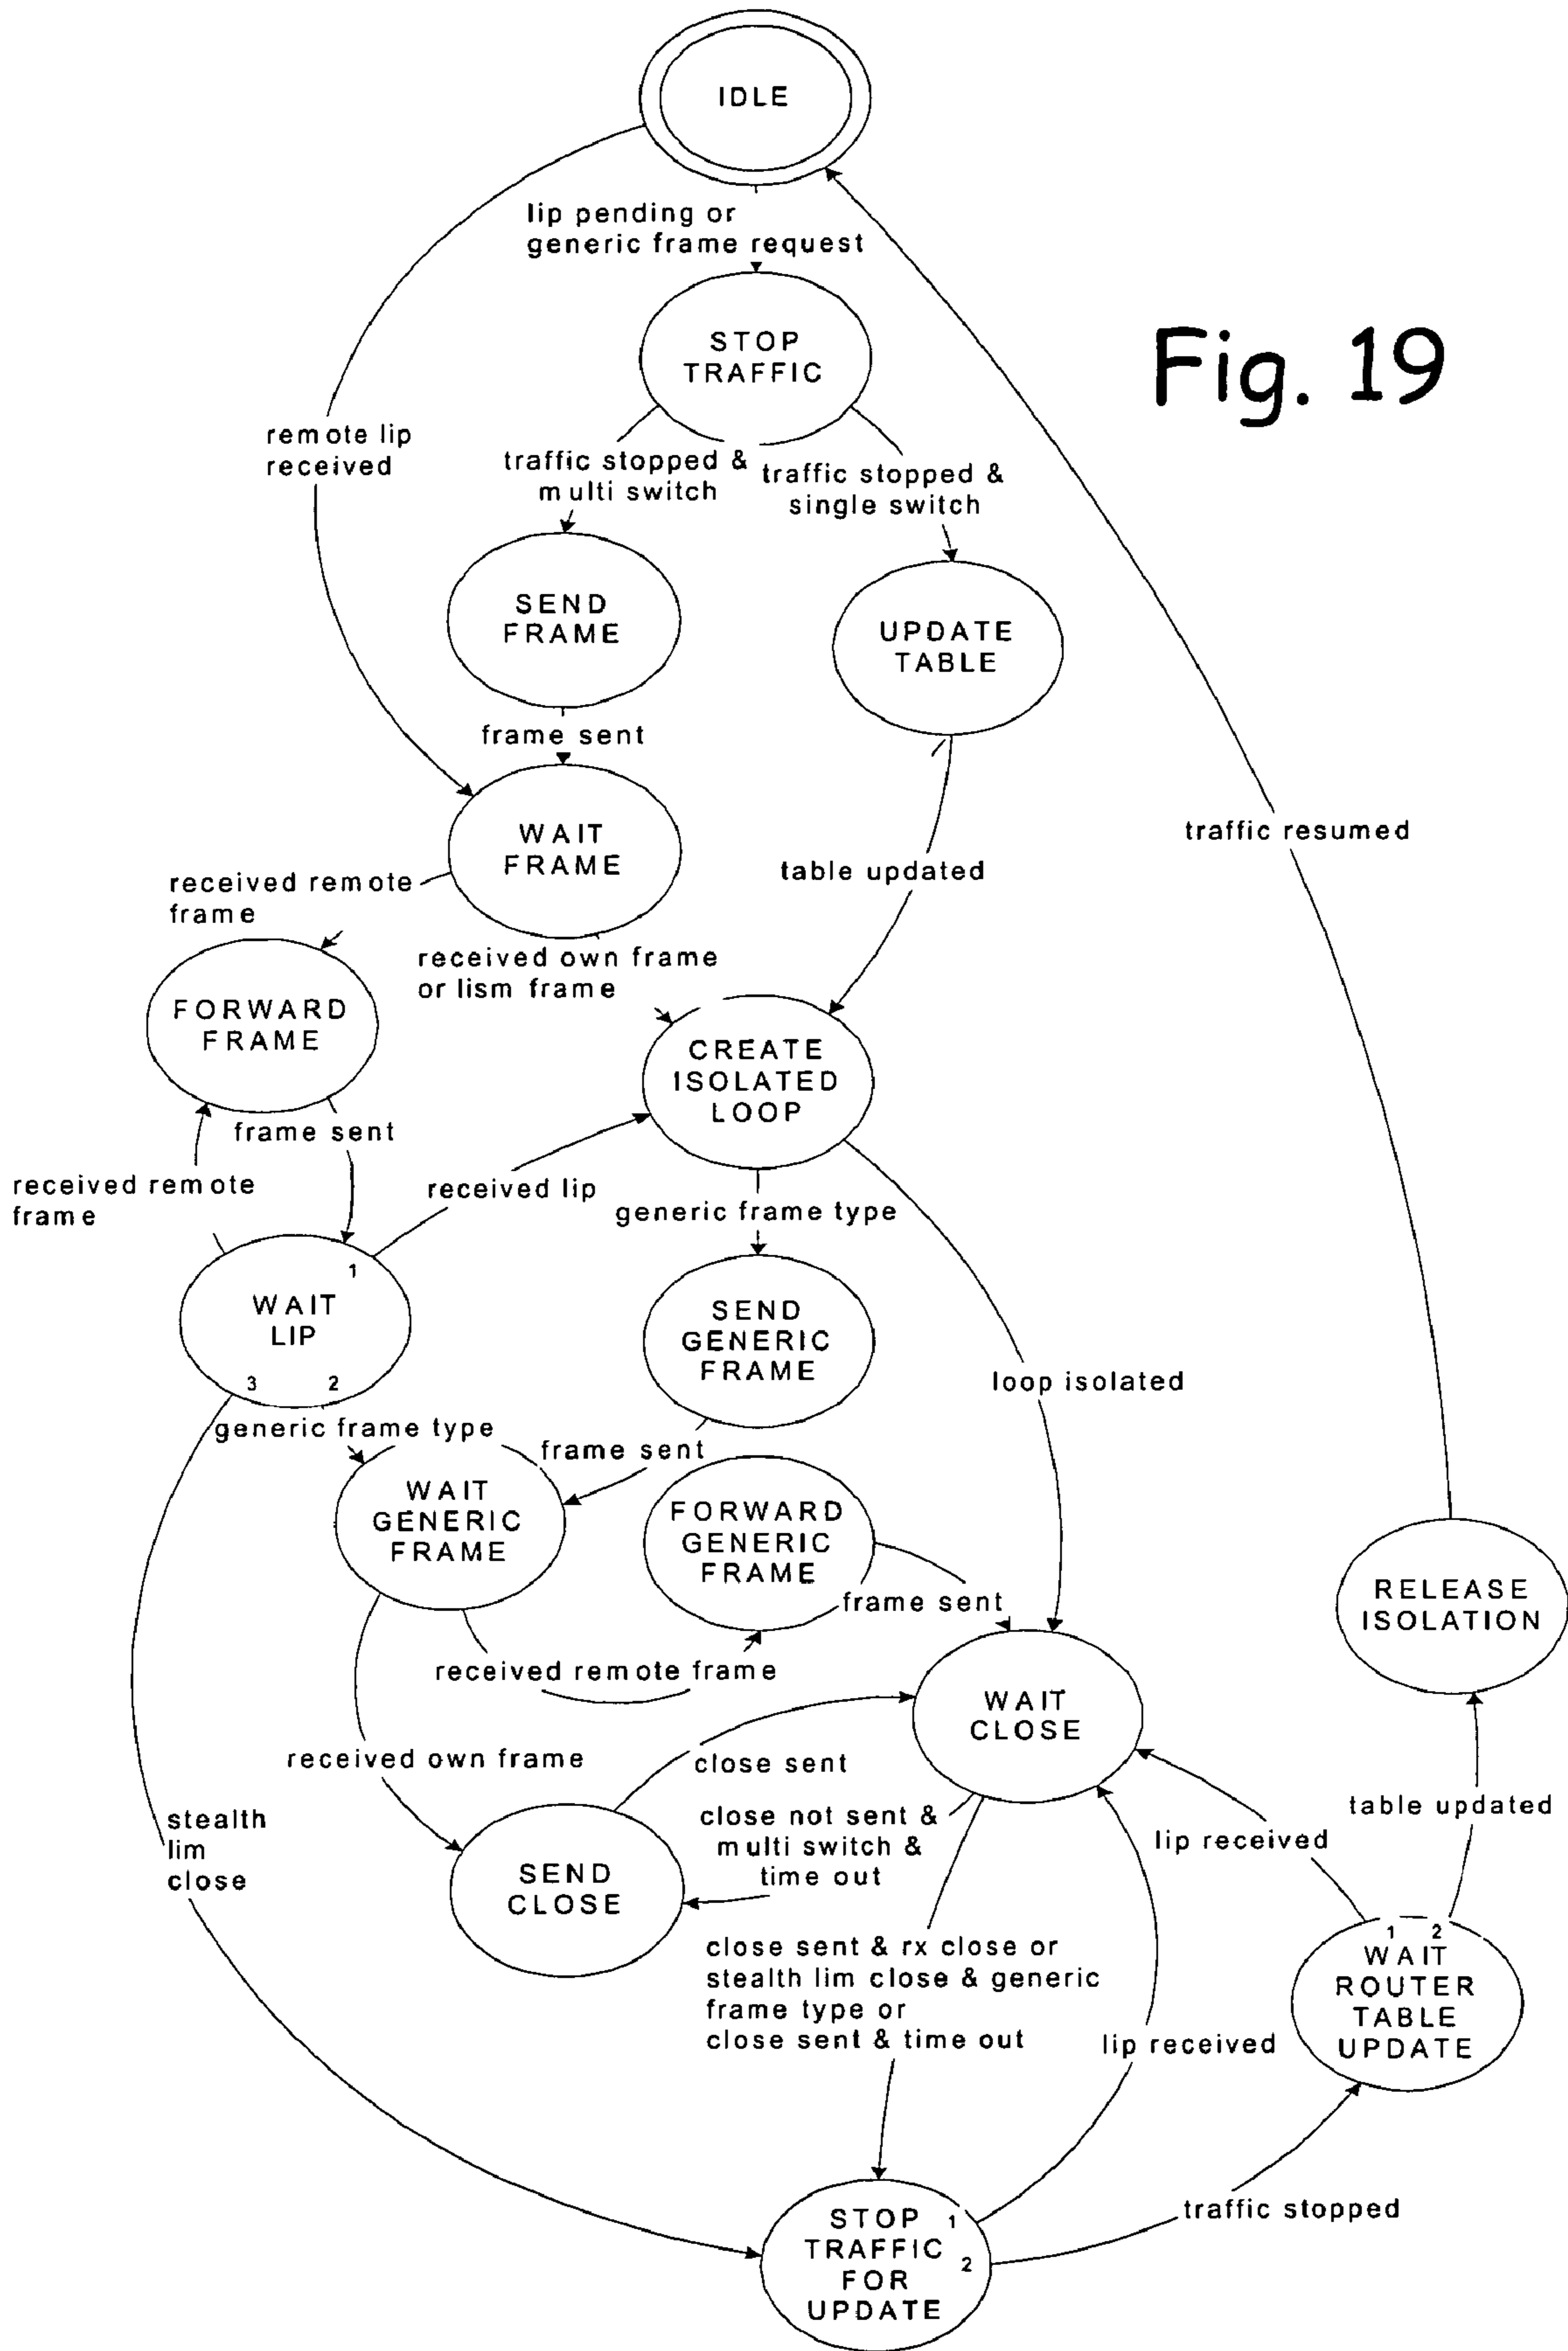 IDLE
lip pending or
generic frame request
STOP
TRAFFIC
Fig. 19
remote lip
received
traffic stopped &
multi switch
traffic stopped &
single switch
SEND
FRAME
UPDATE
TABLE
frame sent
WAIT
FRAME
traffic resumed
table updated
received remote
frame
received own frame
or lism frame
FORWARD
FRAME
CREATE
ISOLATED
LOOP
frame sent
received remote
frame
received lip
generic frame type
1
WAIT
LIP
3
2
SEND
GENERIC
FRAME
loop isolated
generic frame type
frame sent
WAIT
GENERIC
FRAME
FORWARD
GENERIC
FRAME
frame sent
RELEASE
ISOLATION
received remote frame
WAIT
CLOSE
received own frame
close sent
table updated
stealth
lim
close
close not sent &
multi switch &
time out
lip received
SEND
CLOSE
1
2
WAIT
ROUTER
TABLE
UPDATE
close sent & rx close or
stealth lim close & generic
frame type or
close sent & time out
lip received
traffic stopped
STOP 1
TRAFFIC 2
FOR
UPDATE